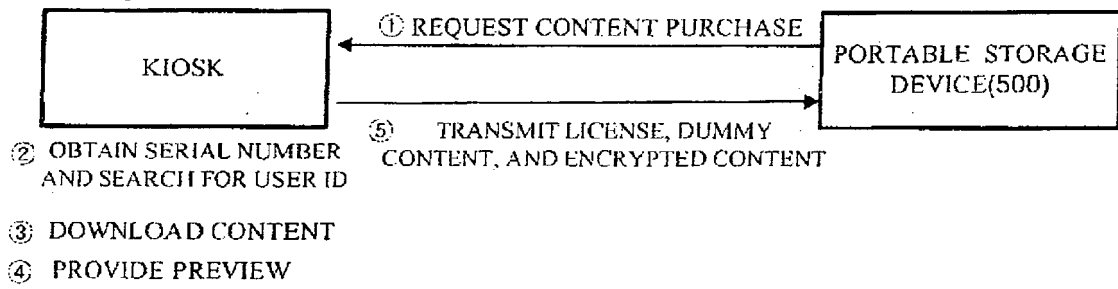 ① REQUEST CONTENT PURCHASE
KIOSK
PORTABLE STORAGE
DEVICE(500)
⑤ TRANSMIT LICENSE, DUMMY
CONTENT, AND ENCRYPTED CONTENT
② OBTAIN SERIAL NUMBER
AND SEARCH FOR USER ID
③ DOWNLOAD CONTENT
④ PROVIDE PREVIEW